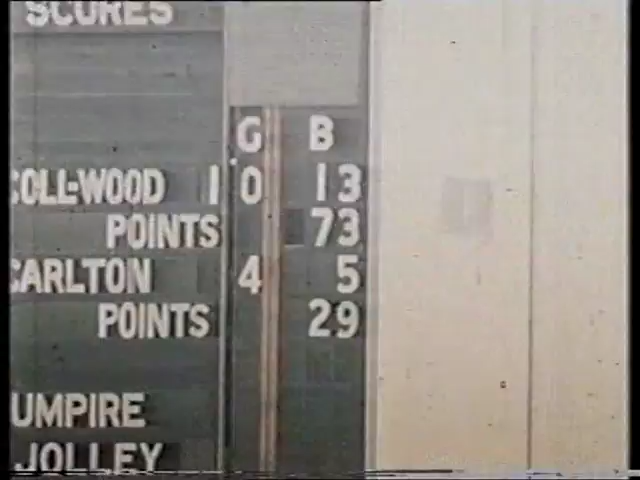 SCORES
G B
COLL-WOOD 10 13
POINTS 73
CARLTON 4 5
POINTS 29
UMPIRE
JOLLEY